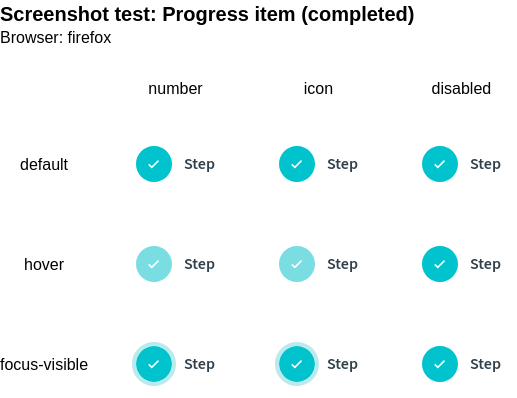 Screenshot test: Progress item (completed)
Browser: firefox
number icon disabled
default Step Step Step
hover Step Step Step
focus-visible Step Step Step